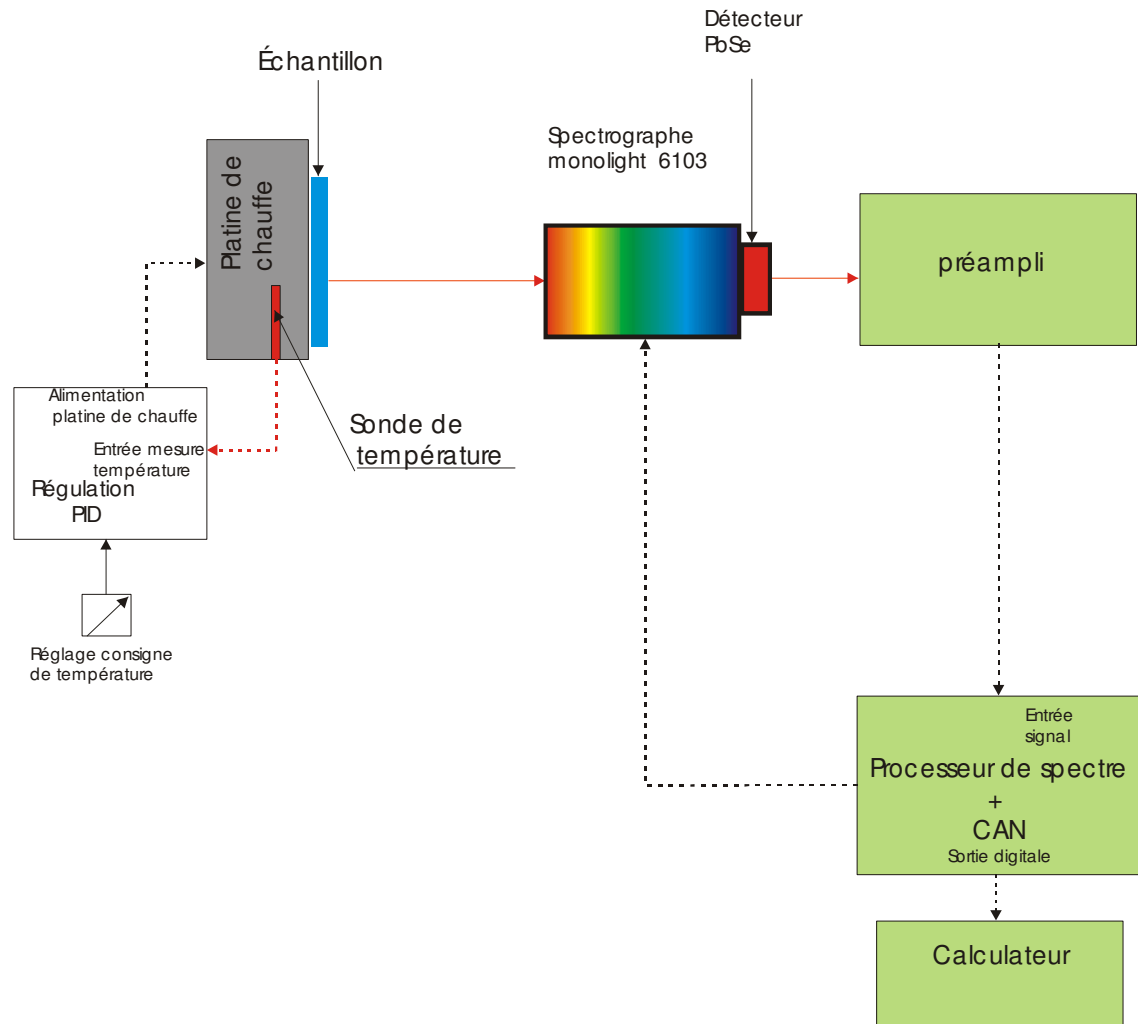 Détecteur
PbSe
Échantillon
Spectrographe
monolight 6103
Platine de
chauffe
préampli
Alimentation
platine de chauffe
Entrée mesure
température
Régulation
PID
Sonde de
température
Réglage consigne
de température
Entrée
signal
Processeur de spectre
+
CAN
Sortie digitale
Calculateur